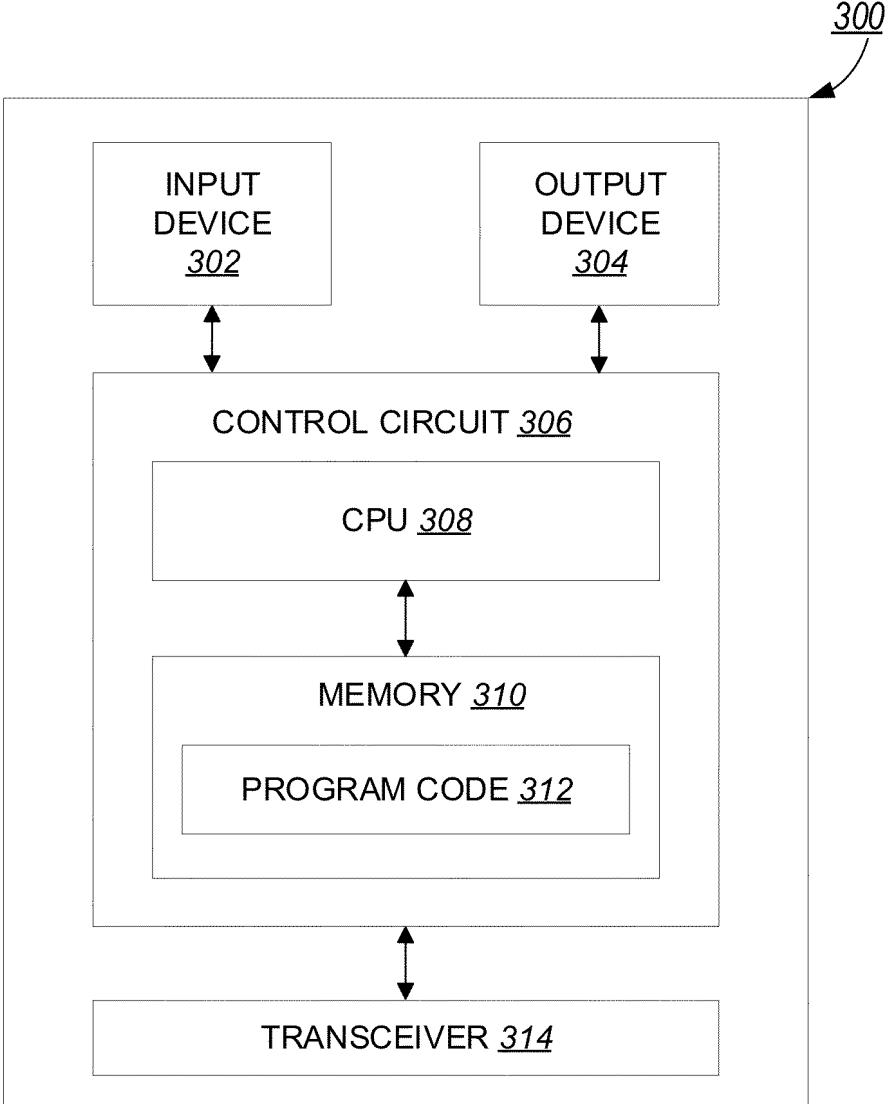 300
INPUT
DEVICE
302
OUTPUT
DEVICE
304
CONTROL CIRCUIT 306
CPU 308
MEMORY 310
PROGRAM CODE 312
TRANSCEIVER 314